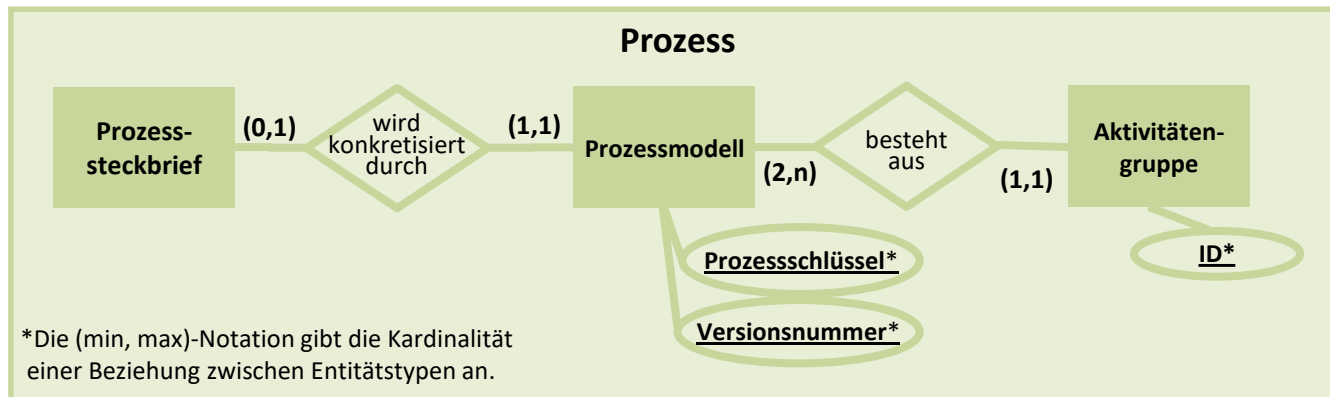 Prozess
Prozess-
steckbrief
(0,1)
wird
konkretisiert
durch
(1,1)
Prozessmodell
(2,n)
besteht
aus
(1,1)
Aktivitäten-
gruppe
Prozessschlüssel*
ID*
Versionsnummer*
*Die (min, max)-Notation gibt die Kardinalität
einer Beziehung zwischen Entitätstypen an.